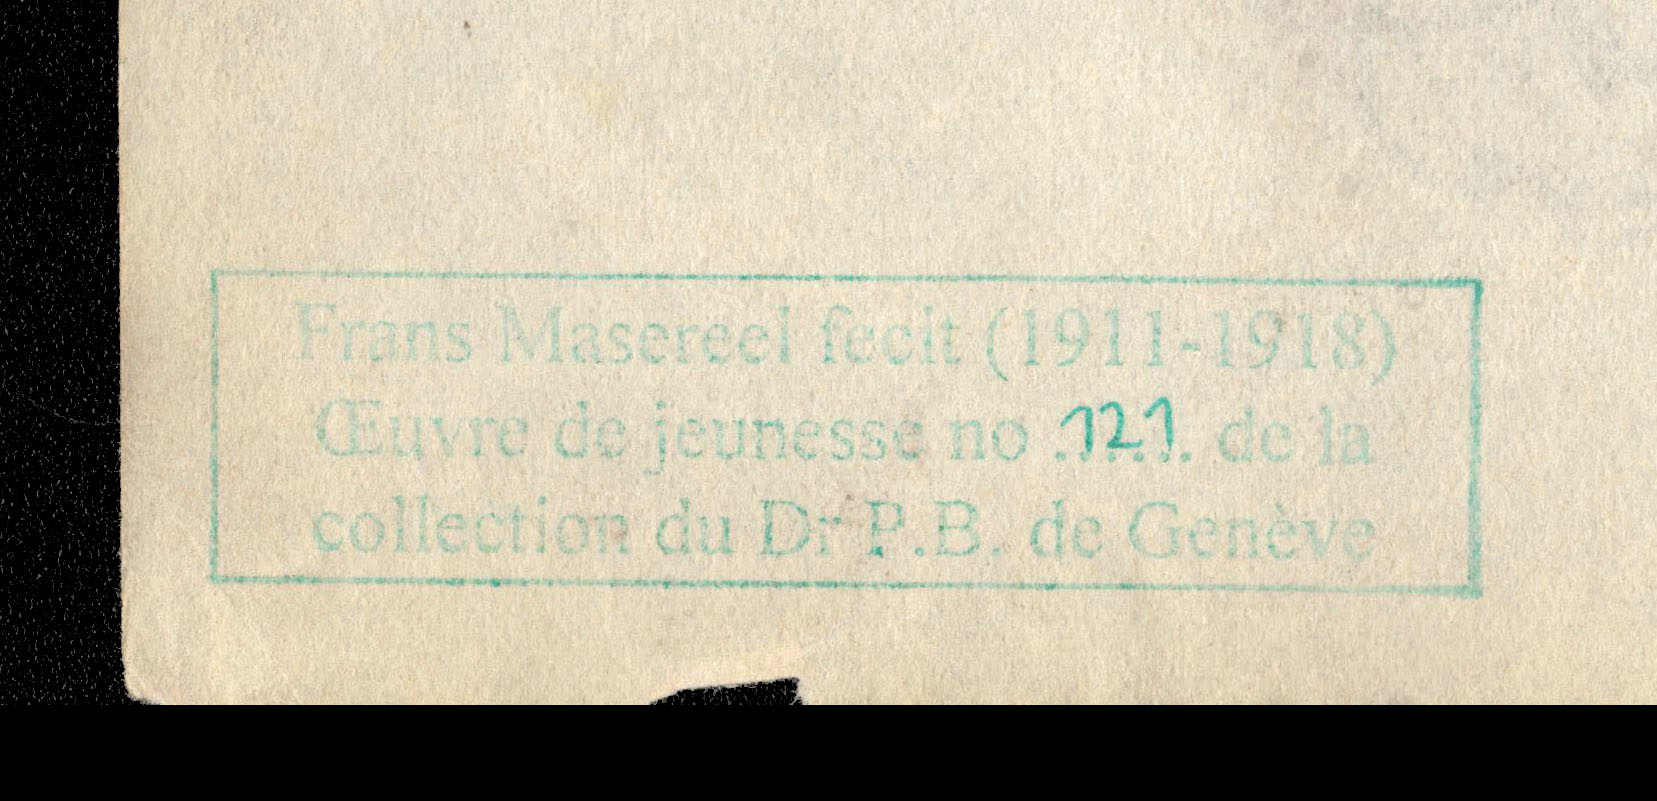 Frans Masereel fecit (1911-1918)
Œuvre de jeunesse no .121. de la
collection du Dr P.B. de Genève